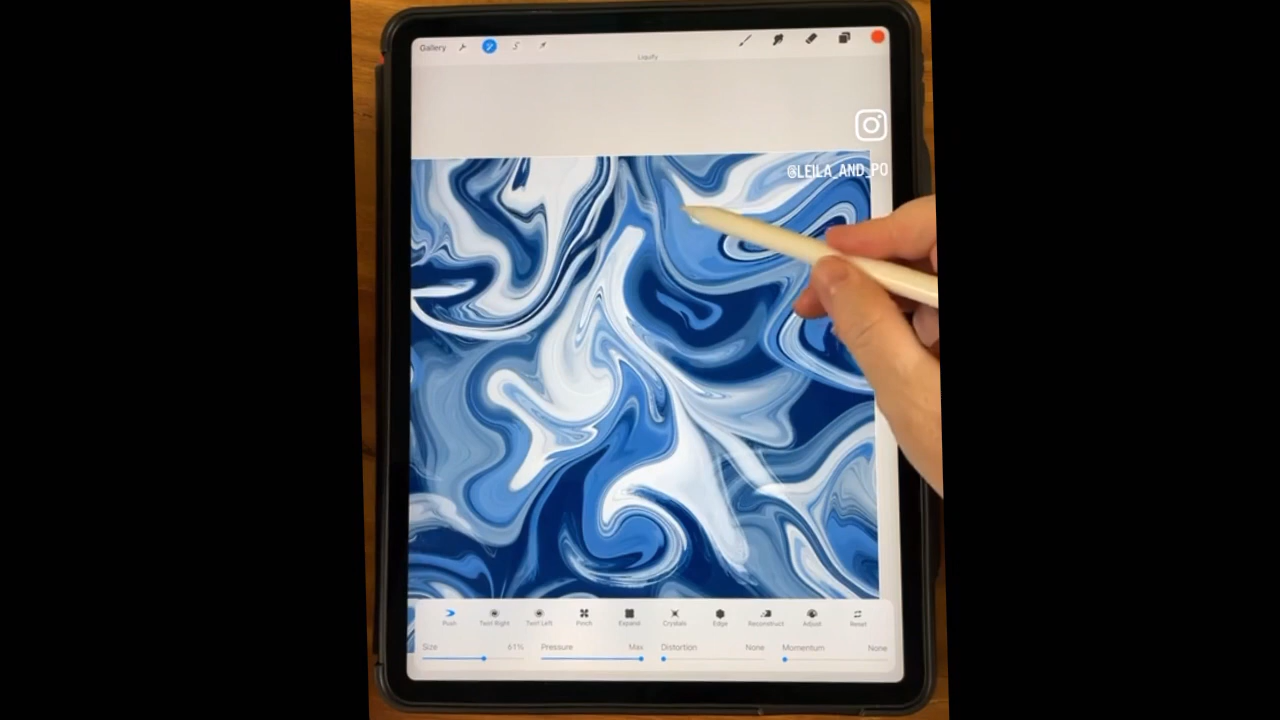 Gallery
Liquify
@LEILA_AND_PO
Push
Twirl Right
Twirl Left
Pinch
Expand
Crystals
Edge
Reconstruct
Adjust
Reset
Size 61%
Pressure Max
Distortion None
Momentum None